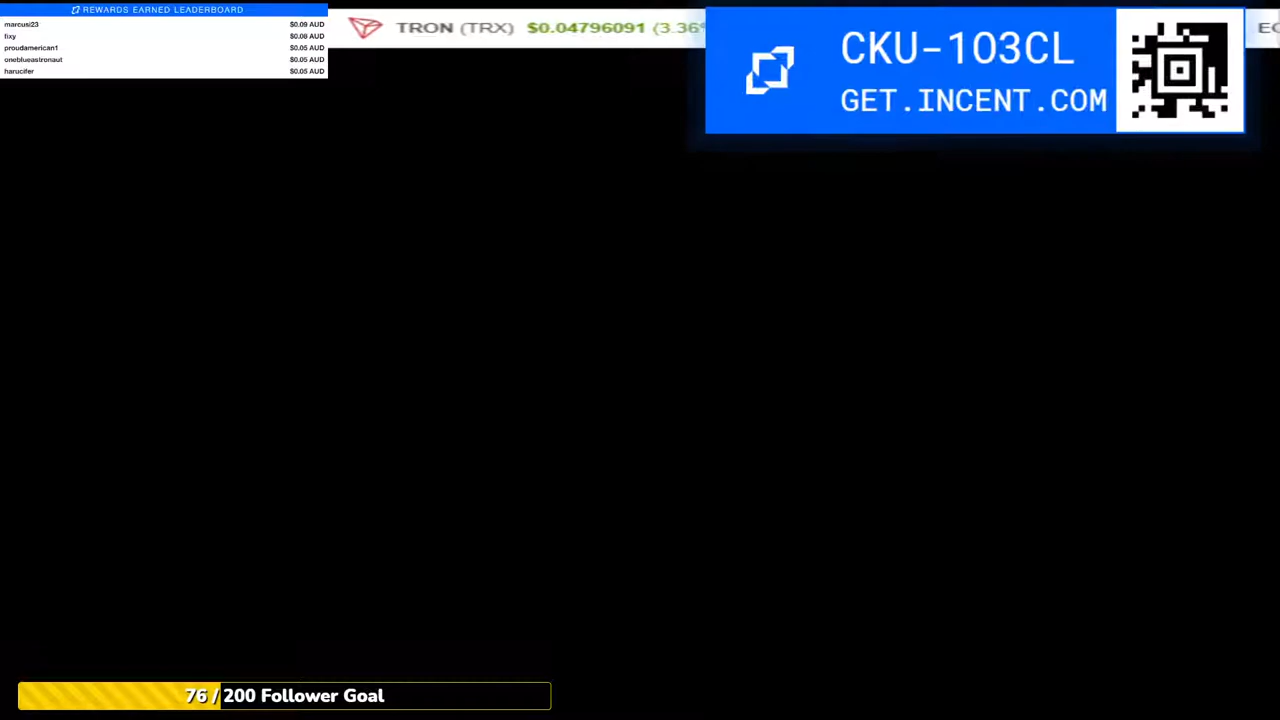 REWARDS EARNED LEADERBOARD
marcusi23 $0.09 AUD
fixy $0.08 AUD
proudamerican1 $0.05 AUD
oneblueastronaut $0.05 AUD
harucifer $0.05 AUD
TRON (TRX) $0.04796091 (3.36%
CKU-103CL
GET.INCENT.COM
76 / 200 Follower Goal